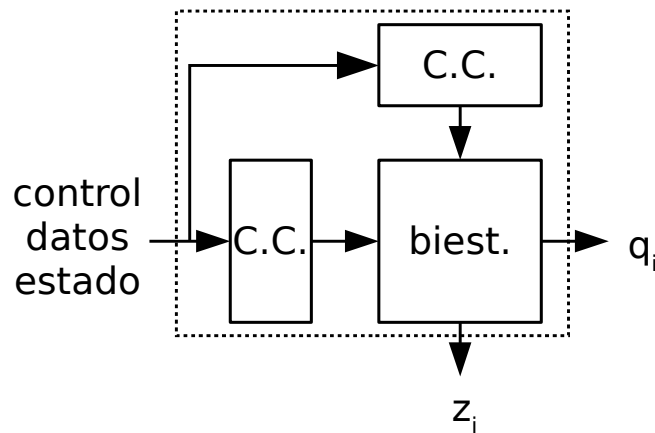 C.C.
control
datos
estado
C.C.
biest.
qi
zi